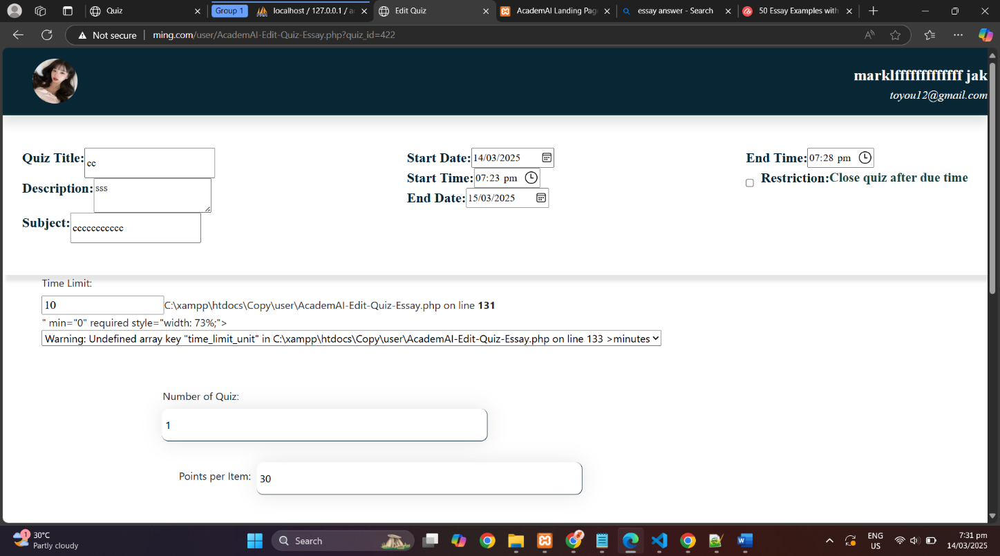 Quiz
Group 1
localhost / 127.0.0.1 / a
Edit Quiz
AcademAI Landing Pag
essay answer - Search
50 Essay Examples with
Not secure
ming.com/user/AcademAI-Edit-Quiz-Essay.php?quiz_id=422
marklfffffffffffff jak
toyou12@gmail.com
Quiz Title: cc
Description: sss
Subject: ccccccccccc
Start Date: 14/03/2025
Start Time: 07:23 pm
End Date: 15/03/2025
End Time: 07:28 pm
Restriction:Close quiz after due time
Time Limit:
10 C:\xampp\htdocs\Copy\user\AcademAI-Edit-Quiz-Essay.php on line 131
" min="0" required style="width: 73%;">
Warning: Undefined array key "time_limit_unit" in C:\xampp\htdocs\Copy\user\AcademAI-Edit-Quiz-Essay.php on line 133 >minutes
Number of Quiz:
1
Points per Item: 30
1
30°C
Partly cloudy
Search
ENG
US
7:31 pm
14/03/2025